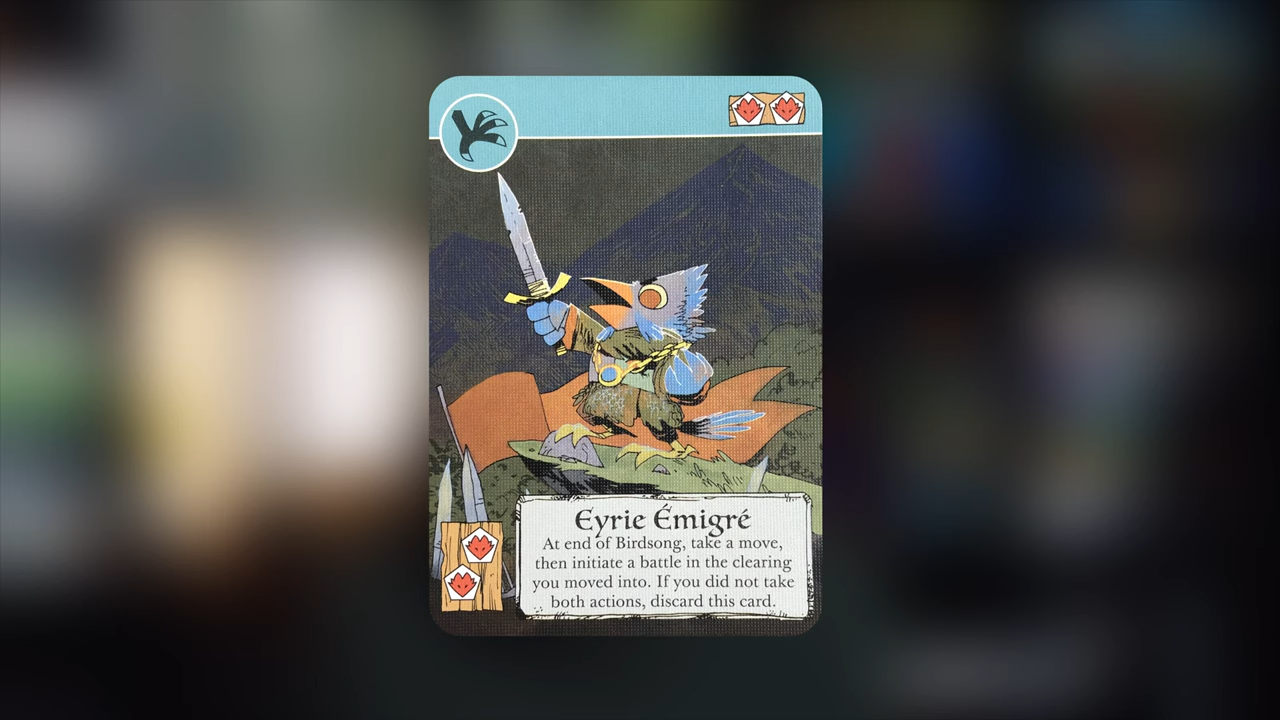 Eyrie Émigré
At end of Birdsong, take a move,
then initiate a battle in the clearing
you moved into. If you did not take
both actions, discard this card.